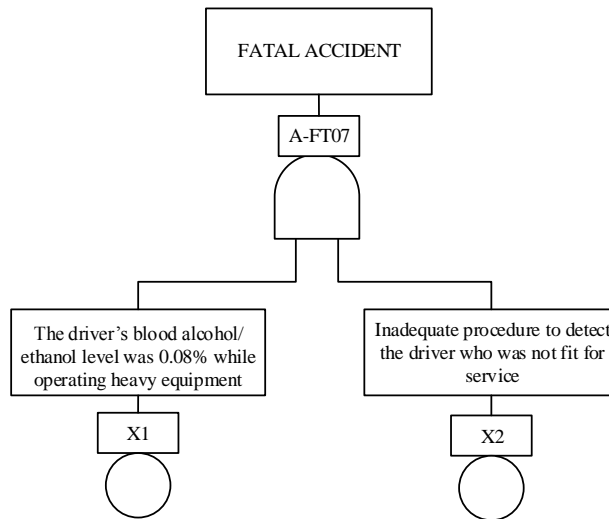 FATAL ACCIDENT
A-FT07
The driver’s blood alcohol/
ethanol level was 0.08% while
operating heavy equipment
Inadequate procedure to detect
the driver who was not fit for
service
X1
X2